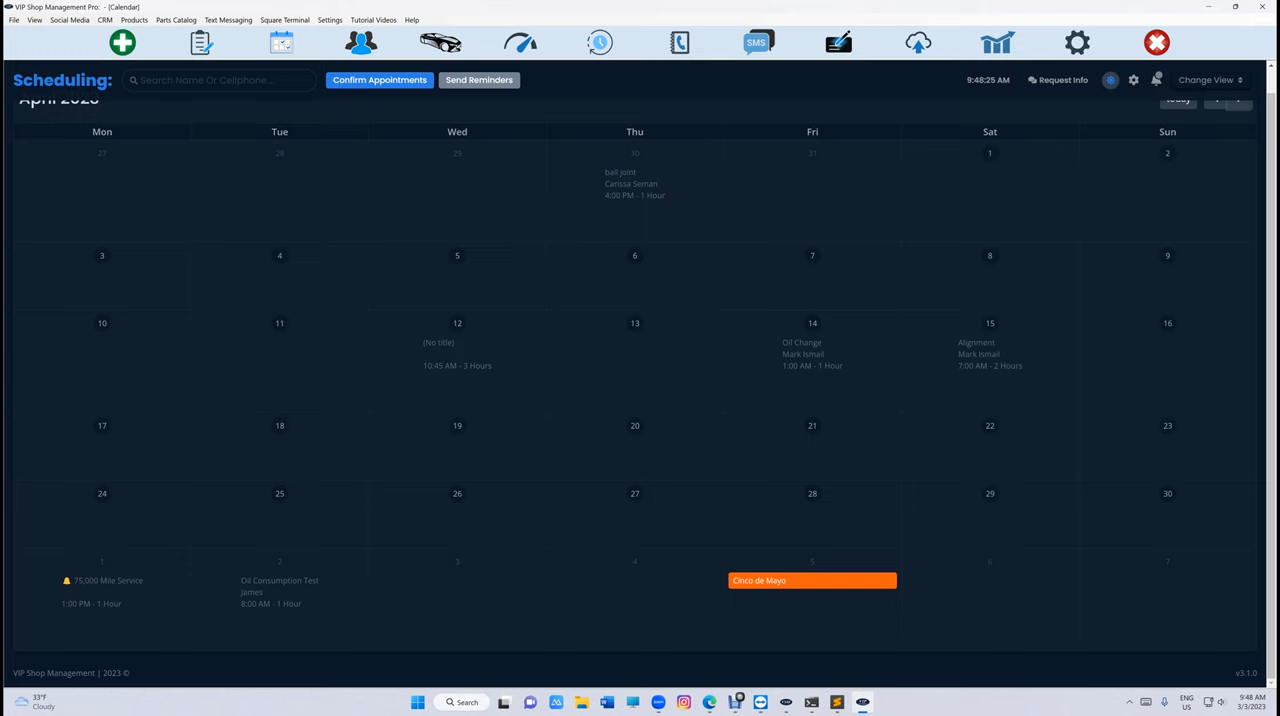 VIP Shop Management Pro: - [Calendar]
File View Social Media CRM Products Parts Catalog Text Messaging Square Terminal Settings Tutorial Videos Help
SMS
Scheduling: Search Name Or Cellphone... Confirm Appointments Send Reminders 9:48:25 AM Request Info Change View
April 2023 today
Mon Tue Wed Thu Fri Sat Sun
27 28 29 30 31 1 2
ball joint
Carissa Seman
4:00 PM - 1 Hour
3 4 5 6 7 8 9
10 11 12 13 14 15 16
(No title) Oil Change Alignment
Mark Ismail Mark Ismail
10:45 AM - 3 Hours 1:00 AM - 1 Hour 7:00 AM - 2 Hours
17 18 19 20 21 22 23
24 25 26 27 28 29 30
1 2 3 4 5 6 7
75,000 Mile Service Oil Consumption Test Cinco de Mayo
James
1:00 PM - 1 Hour 8:00 AM - 1 Hour
VIP Shop Management | 2023 © v3.1.0
33°F
Cloudy
Search
ENG
US
9:48 AM
3/3/2023